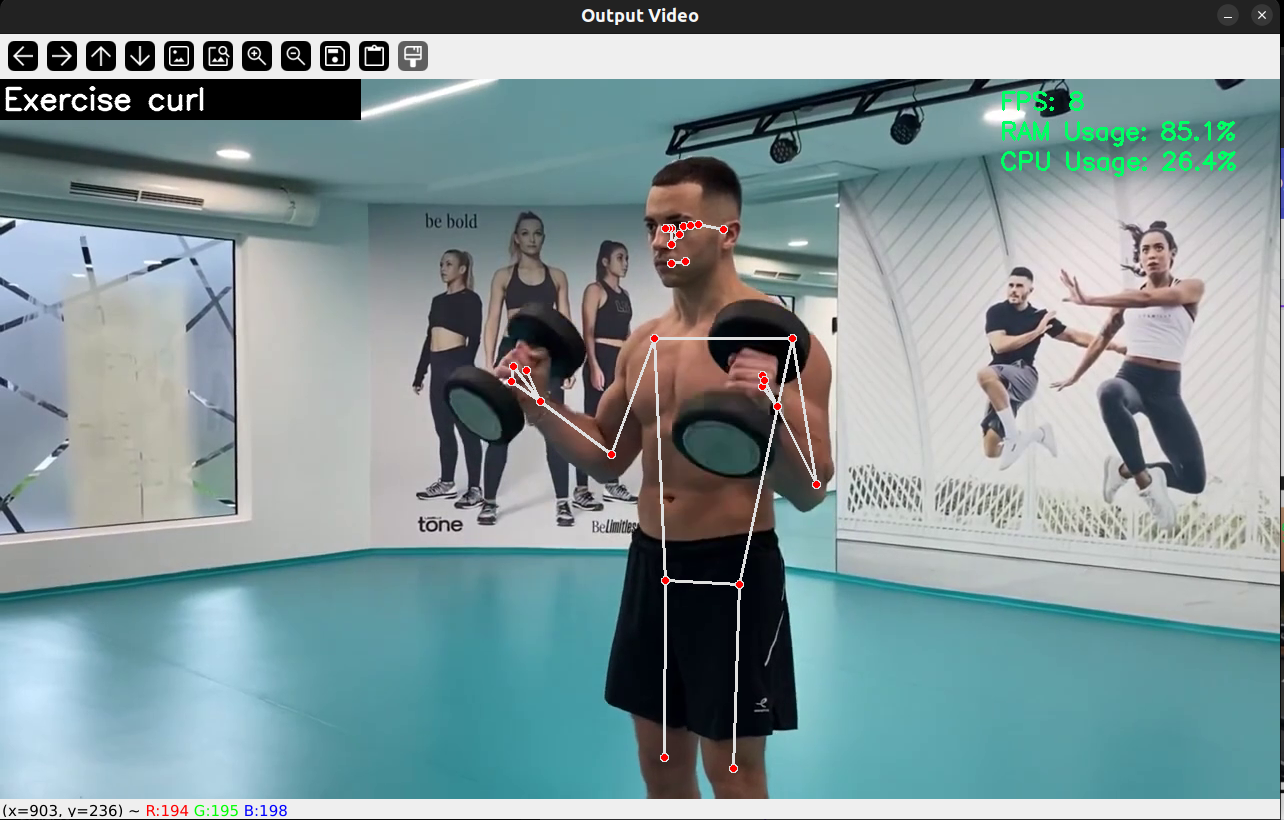 Output Video
Exercise curl
FPS: 8
RAM Usage: 85.1%
CPU Usage: 26.4%
be bold
tone
BeLimitless
(x=903, y=236) ~ R:194 G:195 B:198